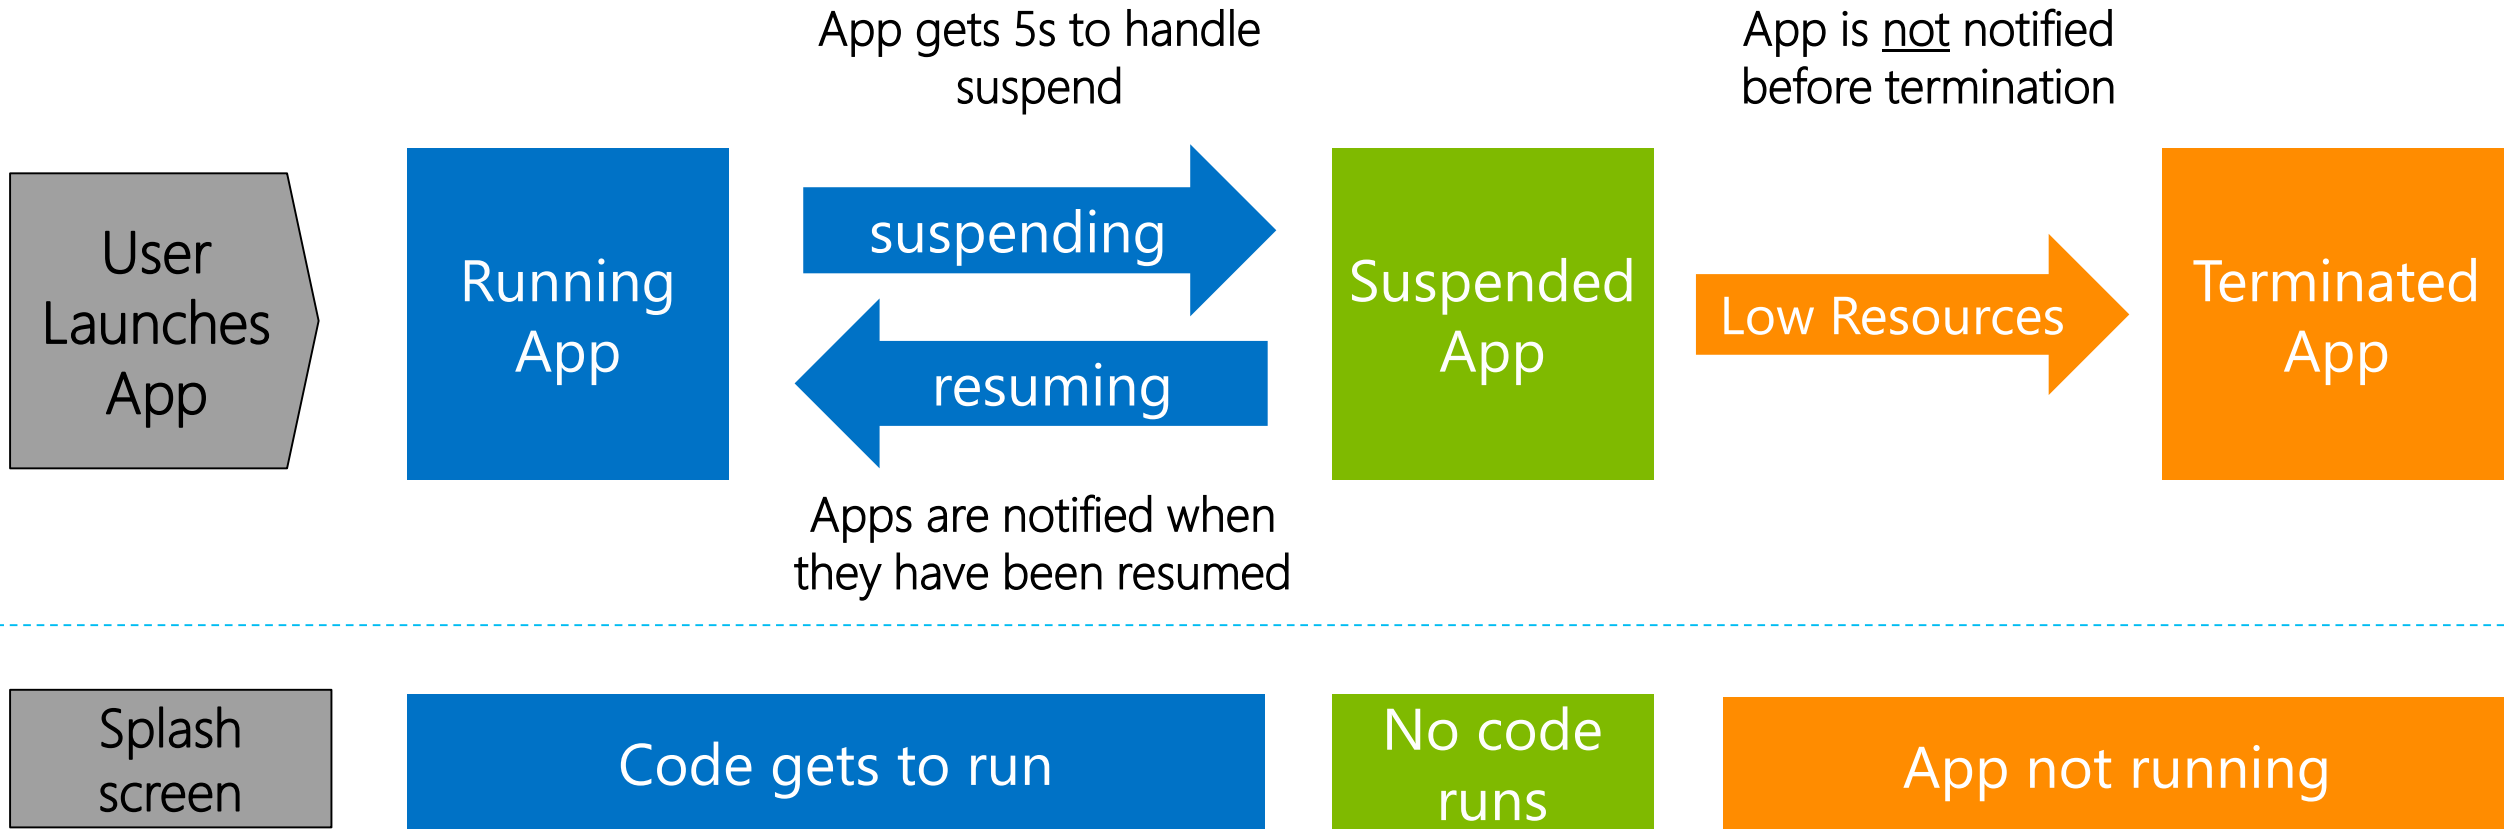 App gets 5s to handle
suspend
App is not notified
before termination
User
Launches
App
Running
App
suspending
resuming
Suspended
App
Low Resources
Terminated
App
Apps are notified when
they have been resumed
Splash
screen
Code gets to run
No code
runs
App not running